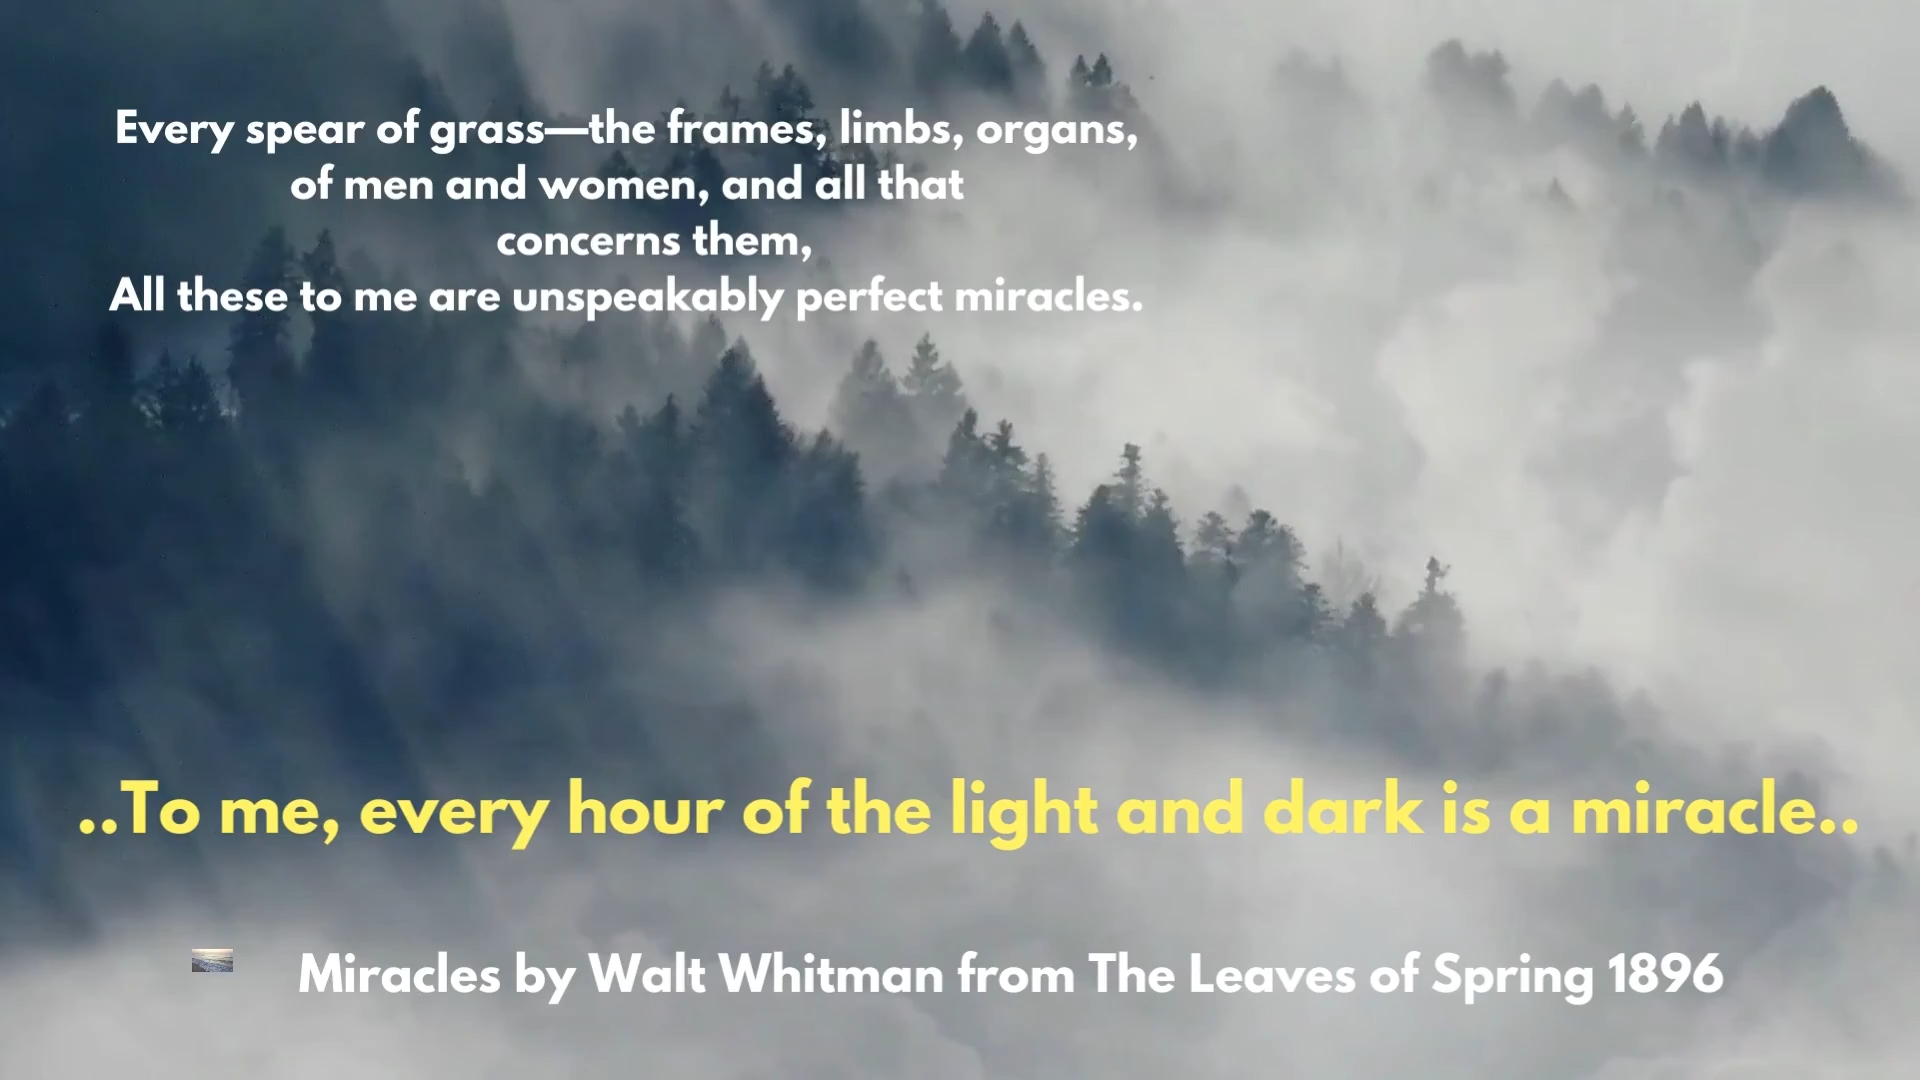 Every spear of grass—the frames, limbs, organs,
of men and women, and all that
concerns them,
All these to me are unspeakably perfect miracles.
..To me, every hour of the light and dark is a miracle..
Miracles by Walt Whitman from The Leaves of Spring 1896